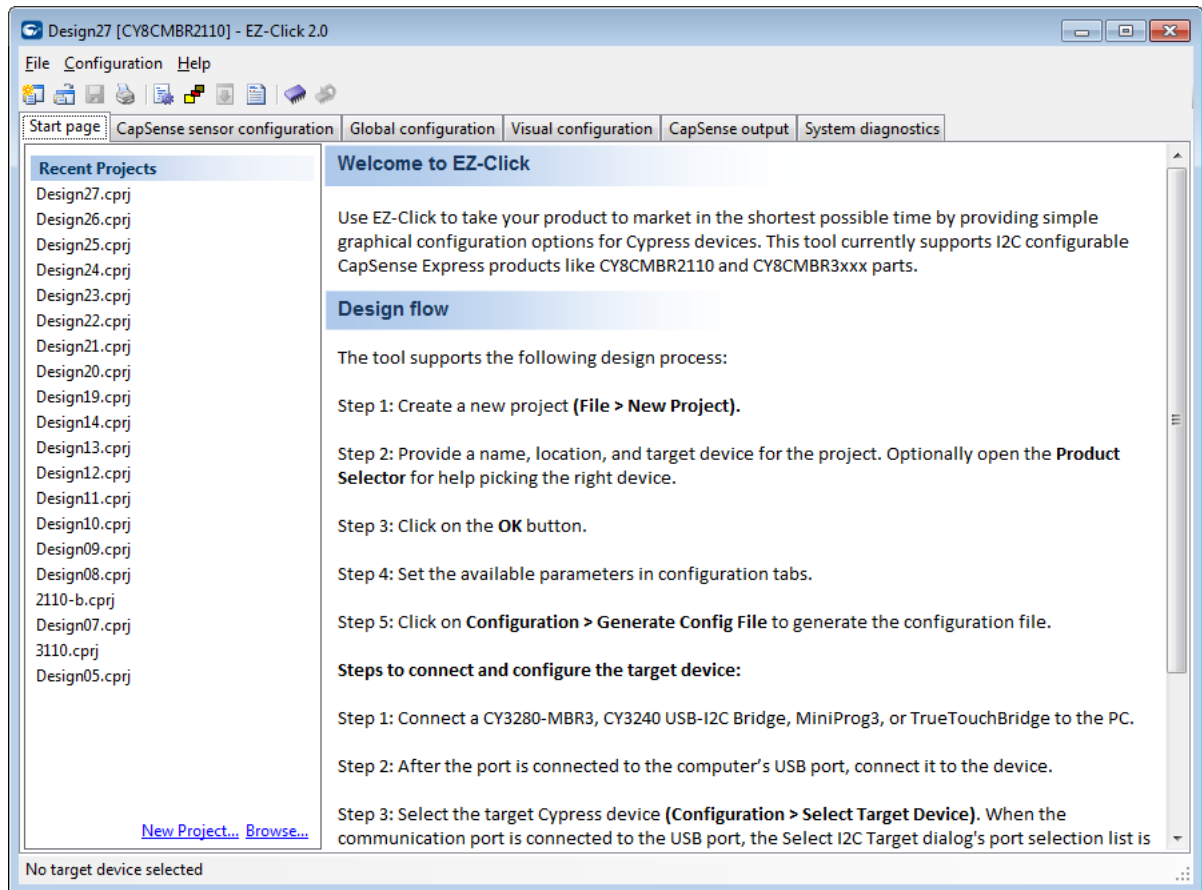 Design27 [CY8CMBR2110] - EZ-Click 2.0
File Configuration Help
Start page CapSense sensor configuration Global configuration Visual configuration CapSense output System diagnostics
Recent Projects
Design27.cprj
Design26.cprj
Design25.cprj
Design24.cprj
Design23.cprj
Design22.cprj
Design21.cprj
Design20.cprj
Design19.cprj
Design14.cprj
Design13.cprj
Design12.cprj
Design11.cprj
Design10.cprj
Design09.cprj
Design08.cprj
2110-b.cprj
Design07.cprj
3110.cprj
Design05.cprj
New Project... Browse...
Welcome to EZ-Click
Use EZ-Click to take your product to market in the shortest possible time by providing simple
graphical configuration options for Cypress devices. This tool currently supports I2C configurable
CapSense Express products like CY8CMBR2110 and CY8CMBR3xxx parts.
Design flow
The tool supports the following design process:
Step 1: Create a new project (File > New Project).
Step 2: Provide a name, location, and target device for the project. Optionally open the Product
Selector for help picking the right device.
Step 3: Click on the OK button.
Step 4: Set the available parameters in configuration tabs.
Step 5: Click on Configuration > Generate Config File to generate the configuration file.
Steps to connect and configure the target device:
Step 1: Connect a CY3280-MBR3, CY3240 USB-I2C Bridge, MiniProg3, or TrueTouchBridge to the PC.
Step 2: After the port is connected to the computer's USB port, connect it to the device.
Step 3: Select the target Cypress device (Configuration > Select Target Device). When the
communication port is connected to the USB port, the Select I2C Target dialog's port selection list is
No target device selected